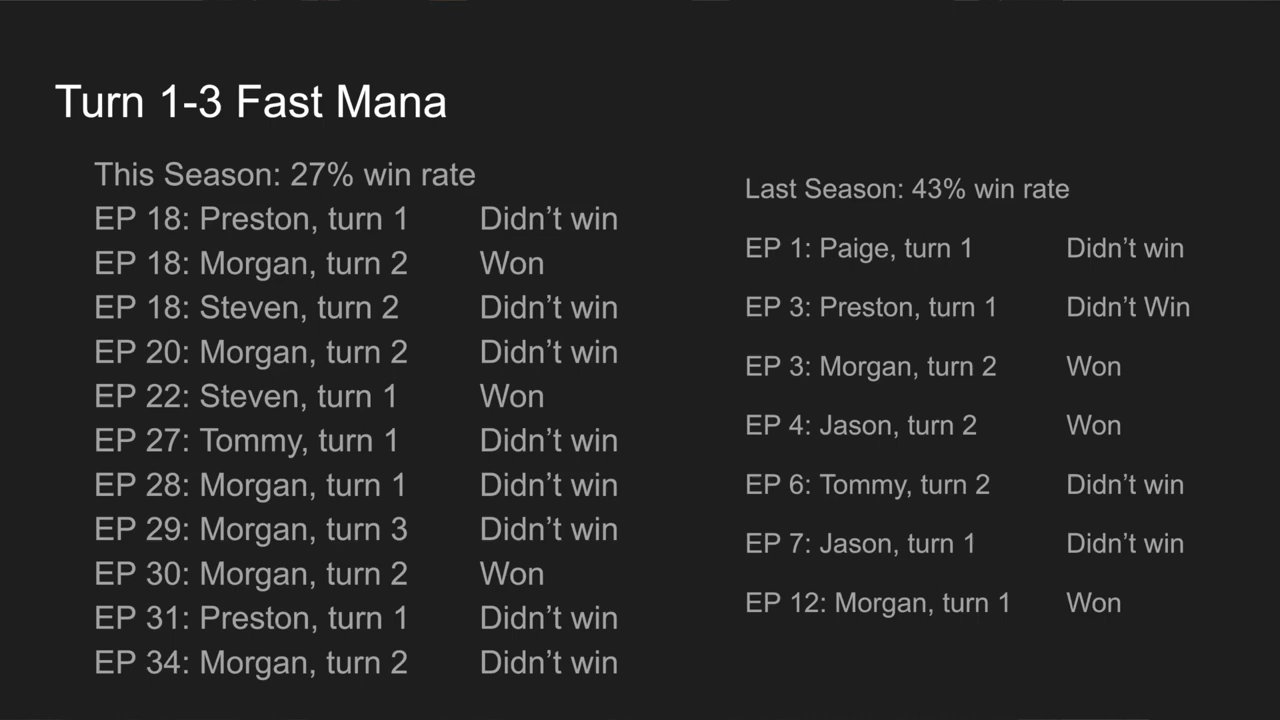 Turn 1-3 Fast Mana
This Season: 27% win rate
EP 18: Preston, turn 1 Didn’t win
EP 18: Morgan, turn 2 Won
EP 18: Steven, turn 2 Didn’t win
EP 20: Morgan, turn 2 Didn’t win
EP 22: Steven, turn 1 Won
EP 27: Tommy, turn 1 Didn’t win
EP 28: Morgan, turn 1 Didn’t win
EP 29: Morgan, turn 3 Didn’t win
EP 30: Morgan, turn 2 Won
EP 31: Preston, turn 1 Didn’t win
EP 34: Morgan, turn 2 Didn’t win
Last Season: 43% win rate
EP 1: Paige, turn 1 Didn’t win
EP 3: Preston, turn 1 Didn’t Win
EP 3: Morgan, turn 2 Won
EP 4: Jason, turn 2 Won
EP 6: Tommy, turn 2 Didn’t win
EP 7: Jason, turn 1 Didn’t win
EP 12: Morgan, turn 1 Won